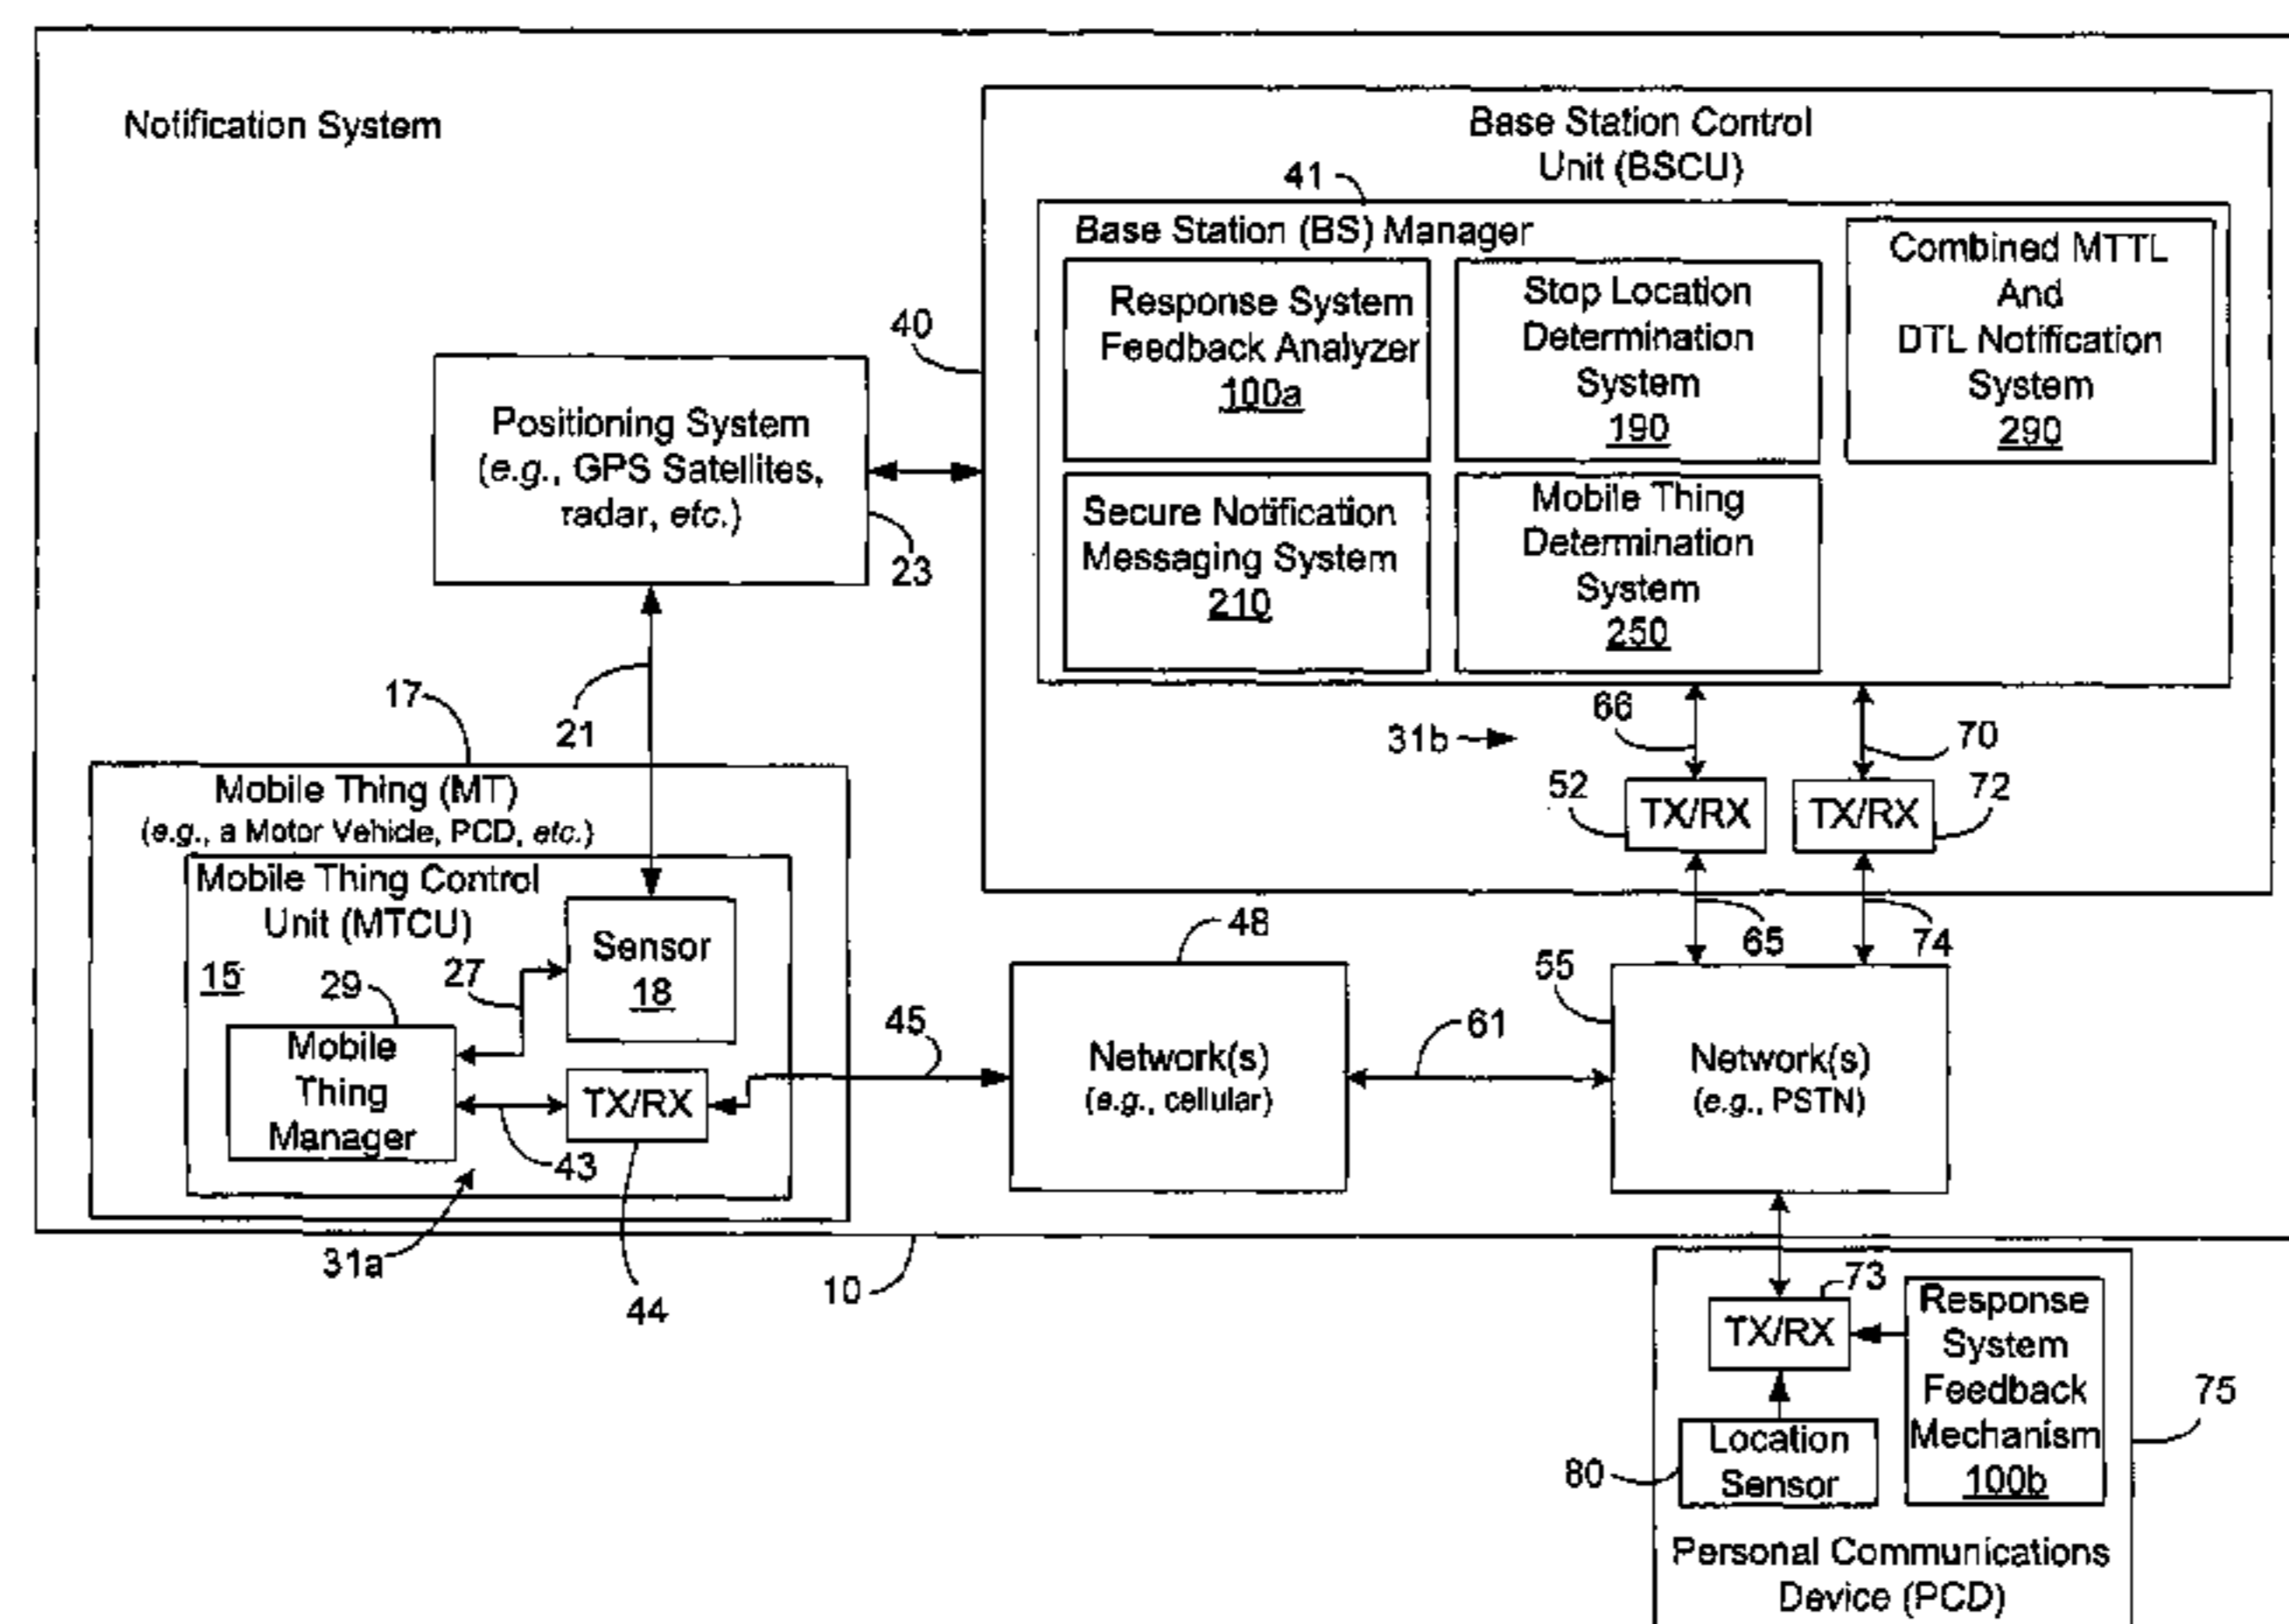 Notification System
Base Station Control
Unit (BSCU)
41
Base Station (BS) Manager
Response System
Feedback Analyzer
100a
Stop Location
Determination
System
190
Combined MTTL
And
DTL Notification
System
290
Secure Notification
Messaging System
210
Mobile Thing
Determination
System
250
40
Positioning System
(e.g., GPS Satellites,
radar, etc.)
23
21
17
66
31b
70
52
TX/RX
TX/RX
72
Mobile Thing (MT)
(e.g., a Motor Vehicle, PCD, etc.)
Mobile Thing Control
Unit (MTCU)
15
Sensor
18
27
29
Mobile
Thing
Manager
TX/RX
43
31a
44
45
48
Network(s)
(e.g., cellular)
61
65
74
55
Network(s)
(e.g., PSTN)
10
73
TX/RX
Response
System
Feedback
Mechanism
100b
75
80
Location
Sensor
Personal Communications
Device (PCD)